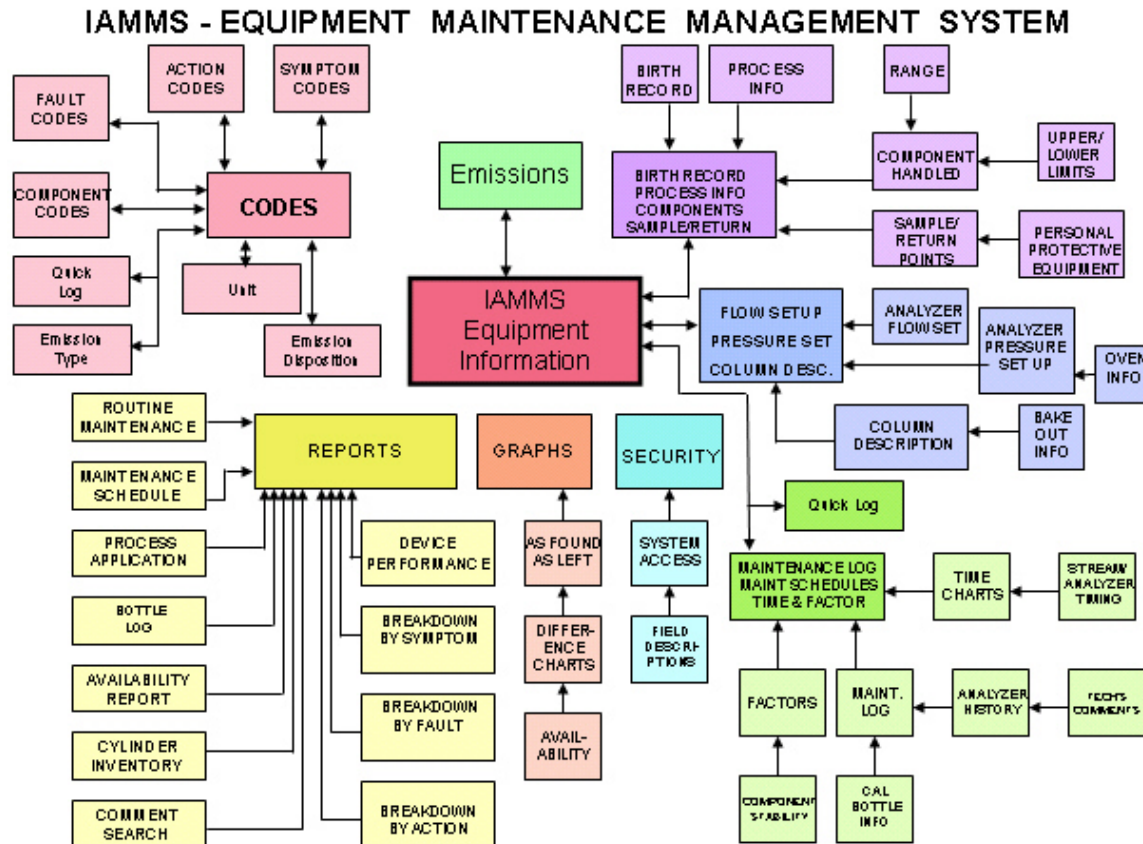 IAMMS - EQUIPMENT MAINTENANCE MANAGEMENT SYSTEM
FAULT
CODES
ACTION
CODES
SYMPTOM
CODES
COMPONENT
CODES
CODES
Quick
Log
Unit
Emission
Type
Emission
Disposition
Emissions
IAMMS
Equipment
Information
BIRTH
RECORD
PROCESS
INFO
RANGE
BIRTH RECORD
PROCESS INFO
COMPONENTS
SAMPLE/RETURN
COMPONENT
HANDLED
UPPER/
LOWER
LIMITS
SAMPLE/
RETURN
POINTS
PERSONAL
PROTECTIVE
EQUIPMENT
FLOW SETUP
PRESSURE SET
COLUMN DESC.
ANALYZER
FLOW SET
ANALYZER
PRESSURE
SET UP
OVEN
INFO
COLUMN
DESCRIPTION
BAKE
OUT
INFO
ROUTINE
MAINTENANCE
REPORTS
MAINTENANCE
SCHEDULE
PROCESS
APPLICATION
BOTTLE
LOG
AVAILABILITY
REPORT
CYLINDER
INVENTORY
COMMENT
SEARCH
DEVICE
PERFORMANCE
BREAKDOWN
BY SYMPTOM
BREAKDOWN
BY FAULT
BREAKDOWN
BY ACTION
GRAPHS
AS FOUND
AS LEFT
DIFFER-
ENCE
CHARTS
AVAIL-
ABILITY
SECURITY
SYSTEM
ACCESS
FIELD
DESCRI-
PTIONS
Quick Log
MAINTENANCE LOG
MAINT SCHEDULES
TIME & FACTOR
TIME
CHARTS
STREAM/
ANALYZER
TIMING
FACTORS
MAINT.
LOG
ANALYZER
HISTORY
TECH'S
COMMENTS
COMPONENT
STABILITY
CAL
BOTTLE
INFO